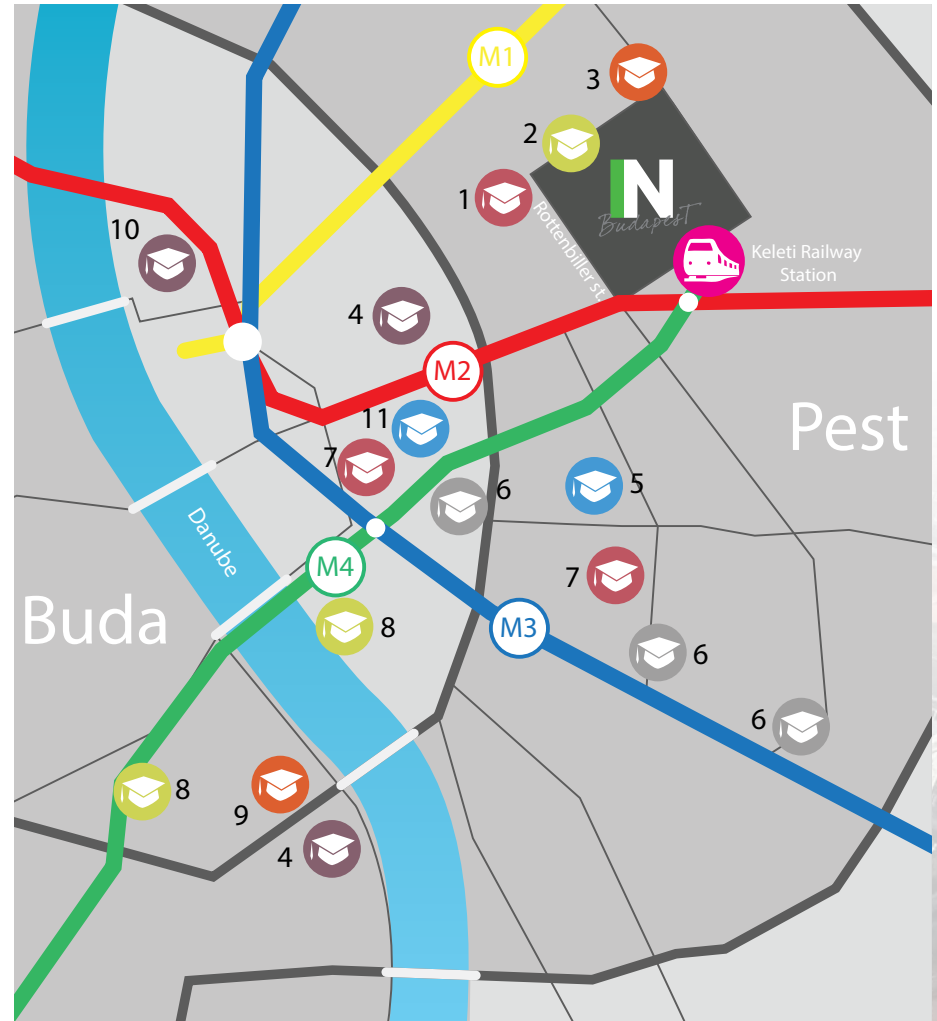 M1
3
2
1
IN
Budapest
Rottenbiller st.
Keleti Railway
Station
10
4
M2
11
7
6
5
Pest
Danube
M4
7
Buda
8
M3
6
6
8
9
4